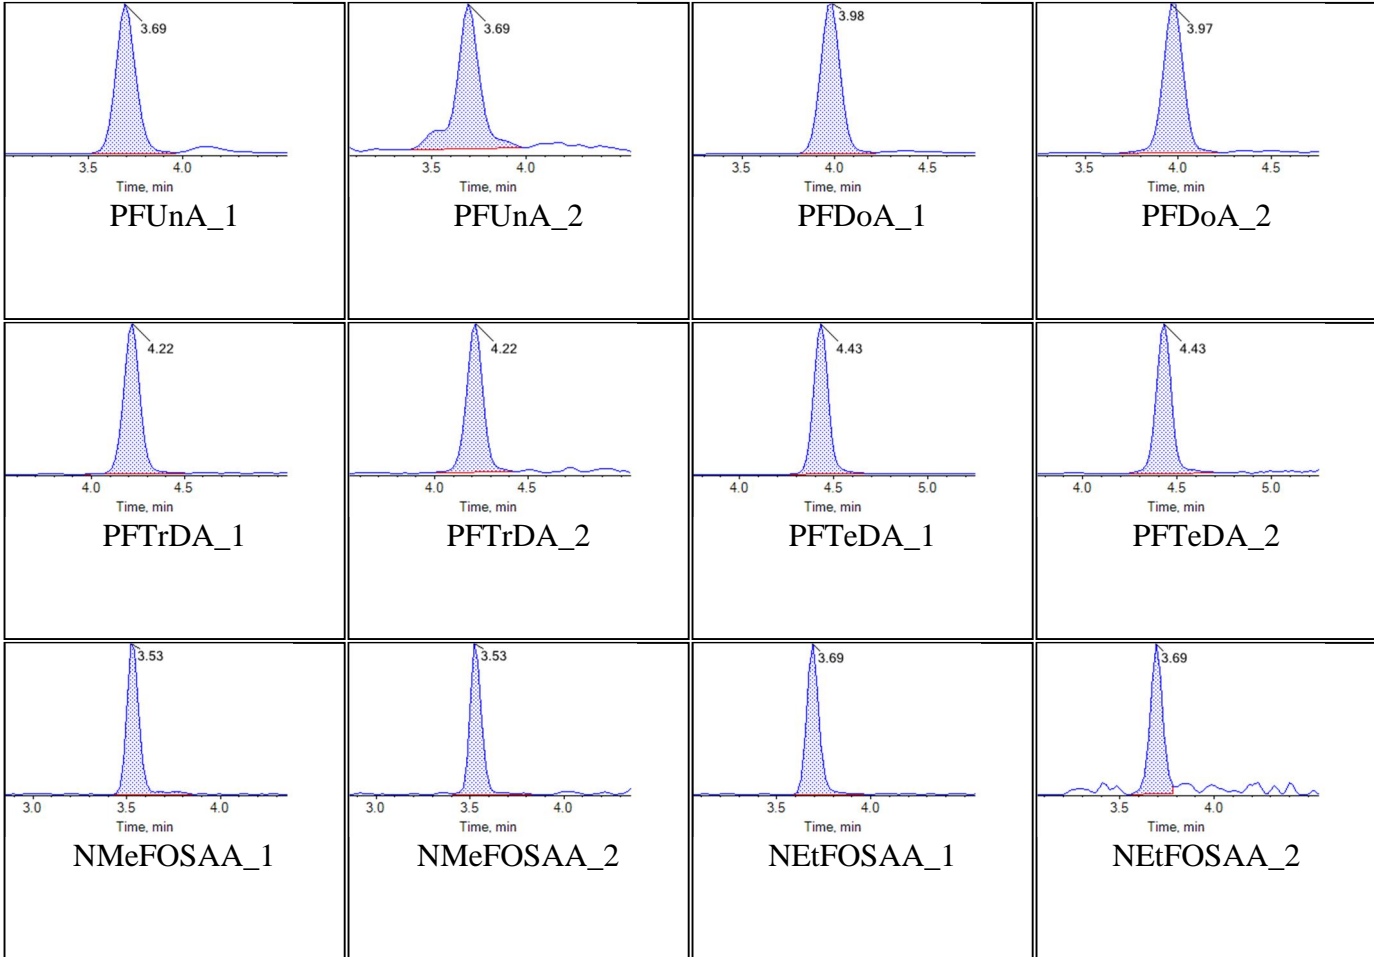 3.69
3.5 4.0
Time, min
PFUnA_1
3.69
3.5 4.0
Time, min
PFUnA_2
3.98
3.5 4.0 4.5
Time, min
PFDoA_1
3.97
3.5 4.0 4.5
Time, min
PFDoA_2
4.22
4.0 4.5
Time, min
PFTrDA_1
4.22
4.0 4.5
Time, min
PFTrDA_2
4.43
4.0 4.5 5.0
Time, min
PFTeDA_1
4.43
4.0 4.5 5.0
Time, min
PFTeDA_2
3.53
3.0 3.5 4.0
Time, min
NMeFOSAA_1
3.53
3.0 3.5 4.0
Time, min
NMeFOSAA_2
3.69
3.5 4.0
Time, min
NEtFOSAA_1
3.69
3.5 4.0
Time, min
NEtFOSAA_2